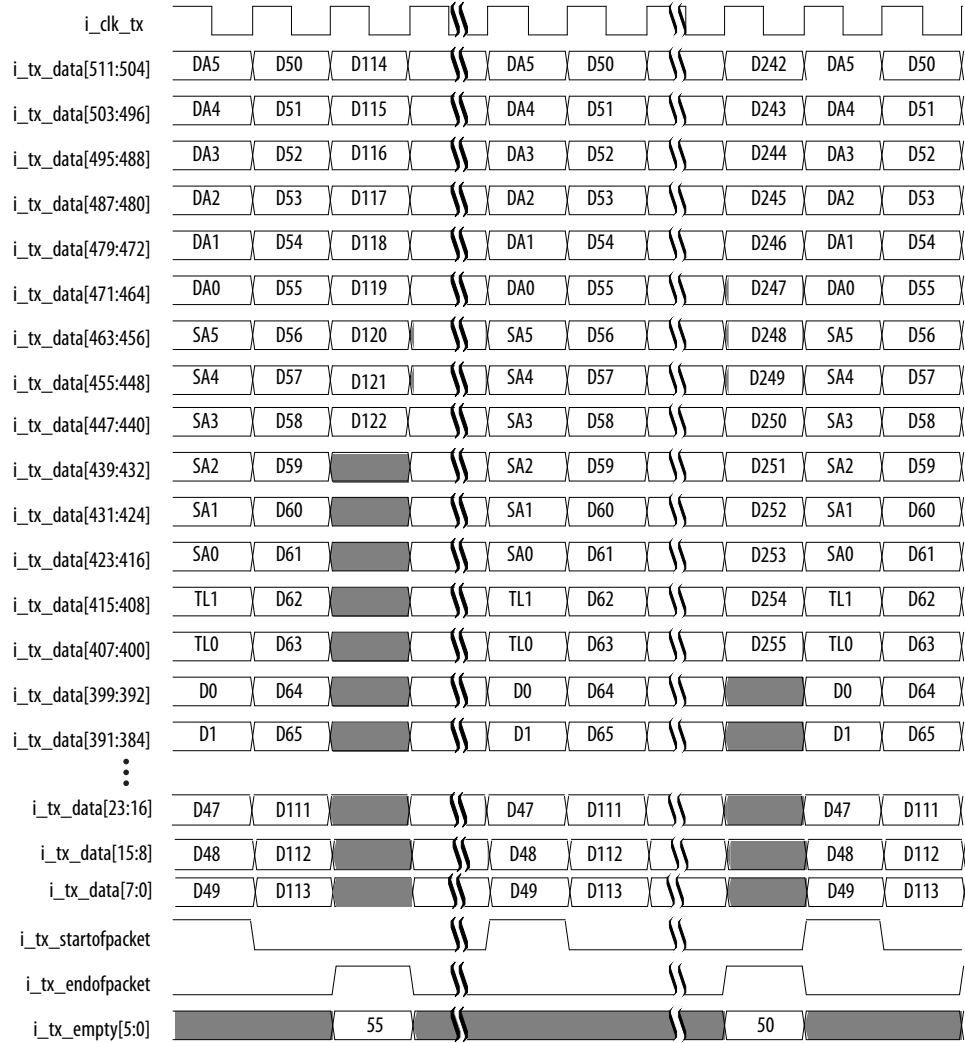 i_clk_tx
i_tx_data[511:504] DA5 D50 D114 DA5 D50 D242 DA5 D50
i_tx_data[503:496] DA4 D51 D115 DA4 D51 D243 DA4 D51
i_tx_data[495:488] DA3 D52 D116 DA3 D52 D244 DA3 D52
i_tx_data[487:480] DA2 D53 D117 DA2 D53 D245 DA2 D53
i_tx_data[479:472] DA1 D54 D118 DA1 D54 D246 DA1 D54
i_tx_data[471:464] DA0 D55 D119 DA0 D55 D247 DA0 D55
i_tx_data[463:456] SA5 D56 D120 SA5 D56 D248 SA5 D56
i_tx_data[455:448] SA4 D57 D121 SA4 D57 D249 SA4 D57
i_tx_data[447:440] SA3 D58 D122 SA3 D58 D250 SA3 D58
i_tx_data[439:432] SA2 D59 SA2 D59 D251 SA2 D59
i_tx_data[431:424] SA1 D60 SA1 D60 D252 SA1 D60
i_tx_data[423:416] SA0 D61 SA0 D61 D253 SA0 D61
i_tx_data[415:408] TL1 D62 TL1 D62 D254 TL1 D62
i_tx_data[407:400] TL0 D63 TL0 D63 D255 TL0 D63
i_tx_data[399:392] D0 D64 D0 D64 D0 D64
i_tx_data[391:384] D1 D65 D1 D65 D1 D65
i_tx_data[23:16] D47 D111 D47 D111 D47 D111
i_tx_data[15:8] D48 D112 D48 D112 D48 D112
i_tx_data[7:0] D49 D113 D49 D113 D49 D113
i_tx_startofpacket
i_tx_endofpacket
i_tx_empty[5:0] 55 50